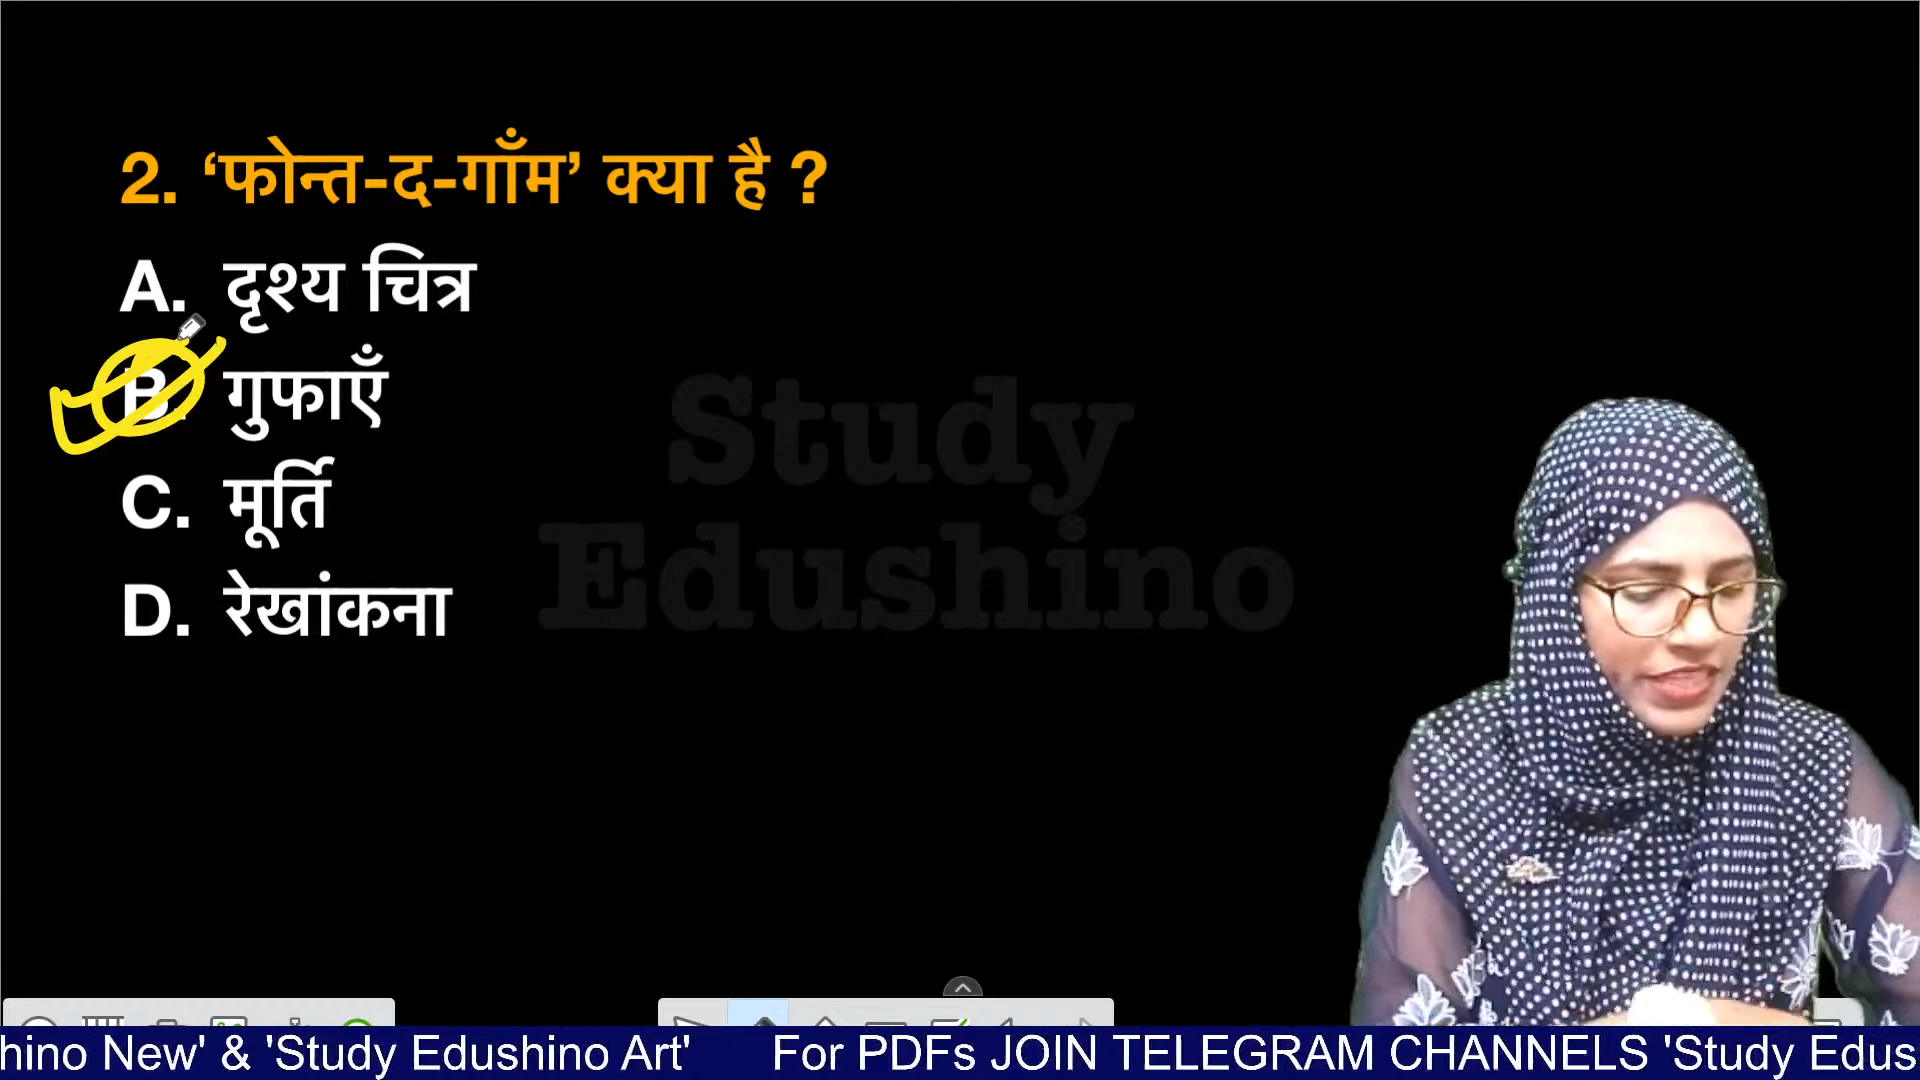 2. ‘फोन्त-द-गाँम’ क्या है ?
A. दृश्य चित्र
B. गुफाएँ
C. मूर्ति
D. रेखांकना
Study
Edushino
hino New' & 'Study Edushino Art' For PDFs JOIN TELEGRAM CHANNELS 'Study Edus